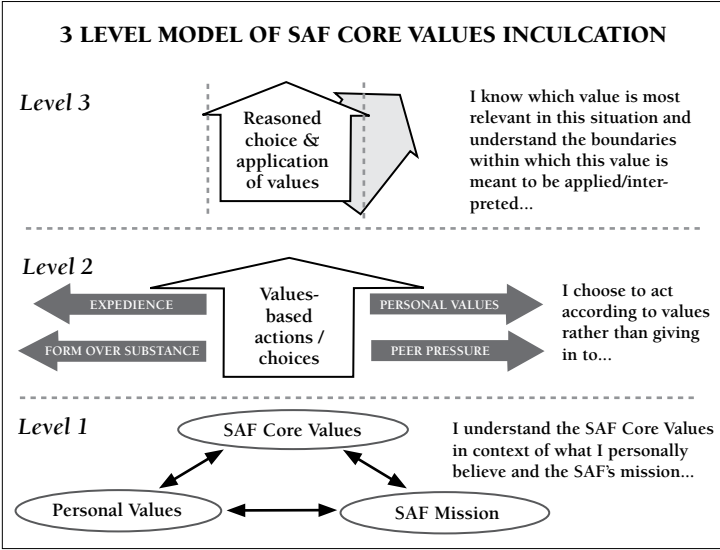 3 LEVEL MODEL OF SAF CORE VALUES INCULCATION
Level 3
Reasoned
choice &
application
of values
I know which value is most
relevant in this situation and
understand the boundaries
within which this value is
meant to be applied/inter-
preted...
Level 2
EXPEDIENCE
FORM OVER SUBSTANCE
Values-
based
actions /
choices
PERSONAL VALUES
PEER PRESSURE
I choose to act
according to values
rather than giving
in to...
Level 1
SAF Core Values
Personal Values
SAF Mission
I understand the SAF Core Values
in context of what I personally
believe and the SAF's mission...